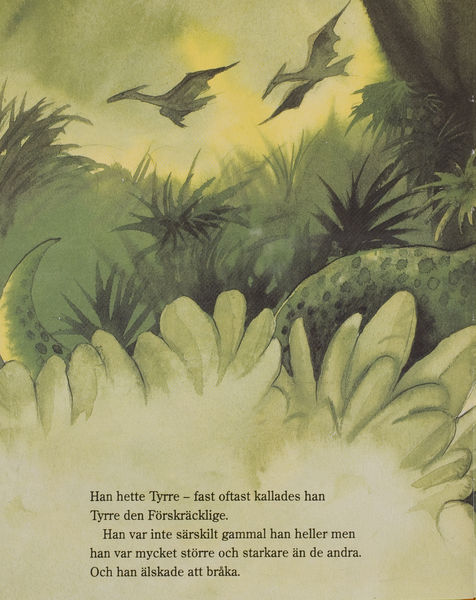 Han hette Tyrre – fast oftast kallades han
Tyrre den Förskräcklige.
Han var inte särskilt gammal han heller men
han var mycket större och starkare än de andra.
Och han älskade att bråka.